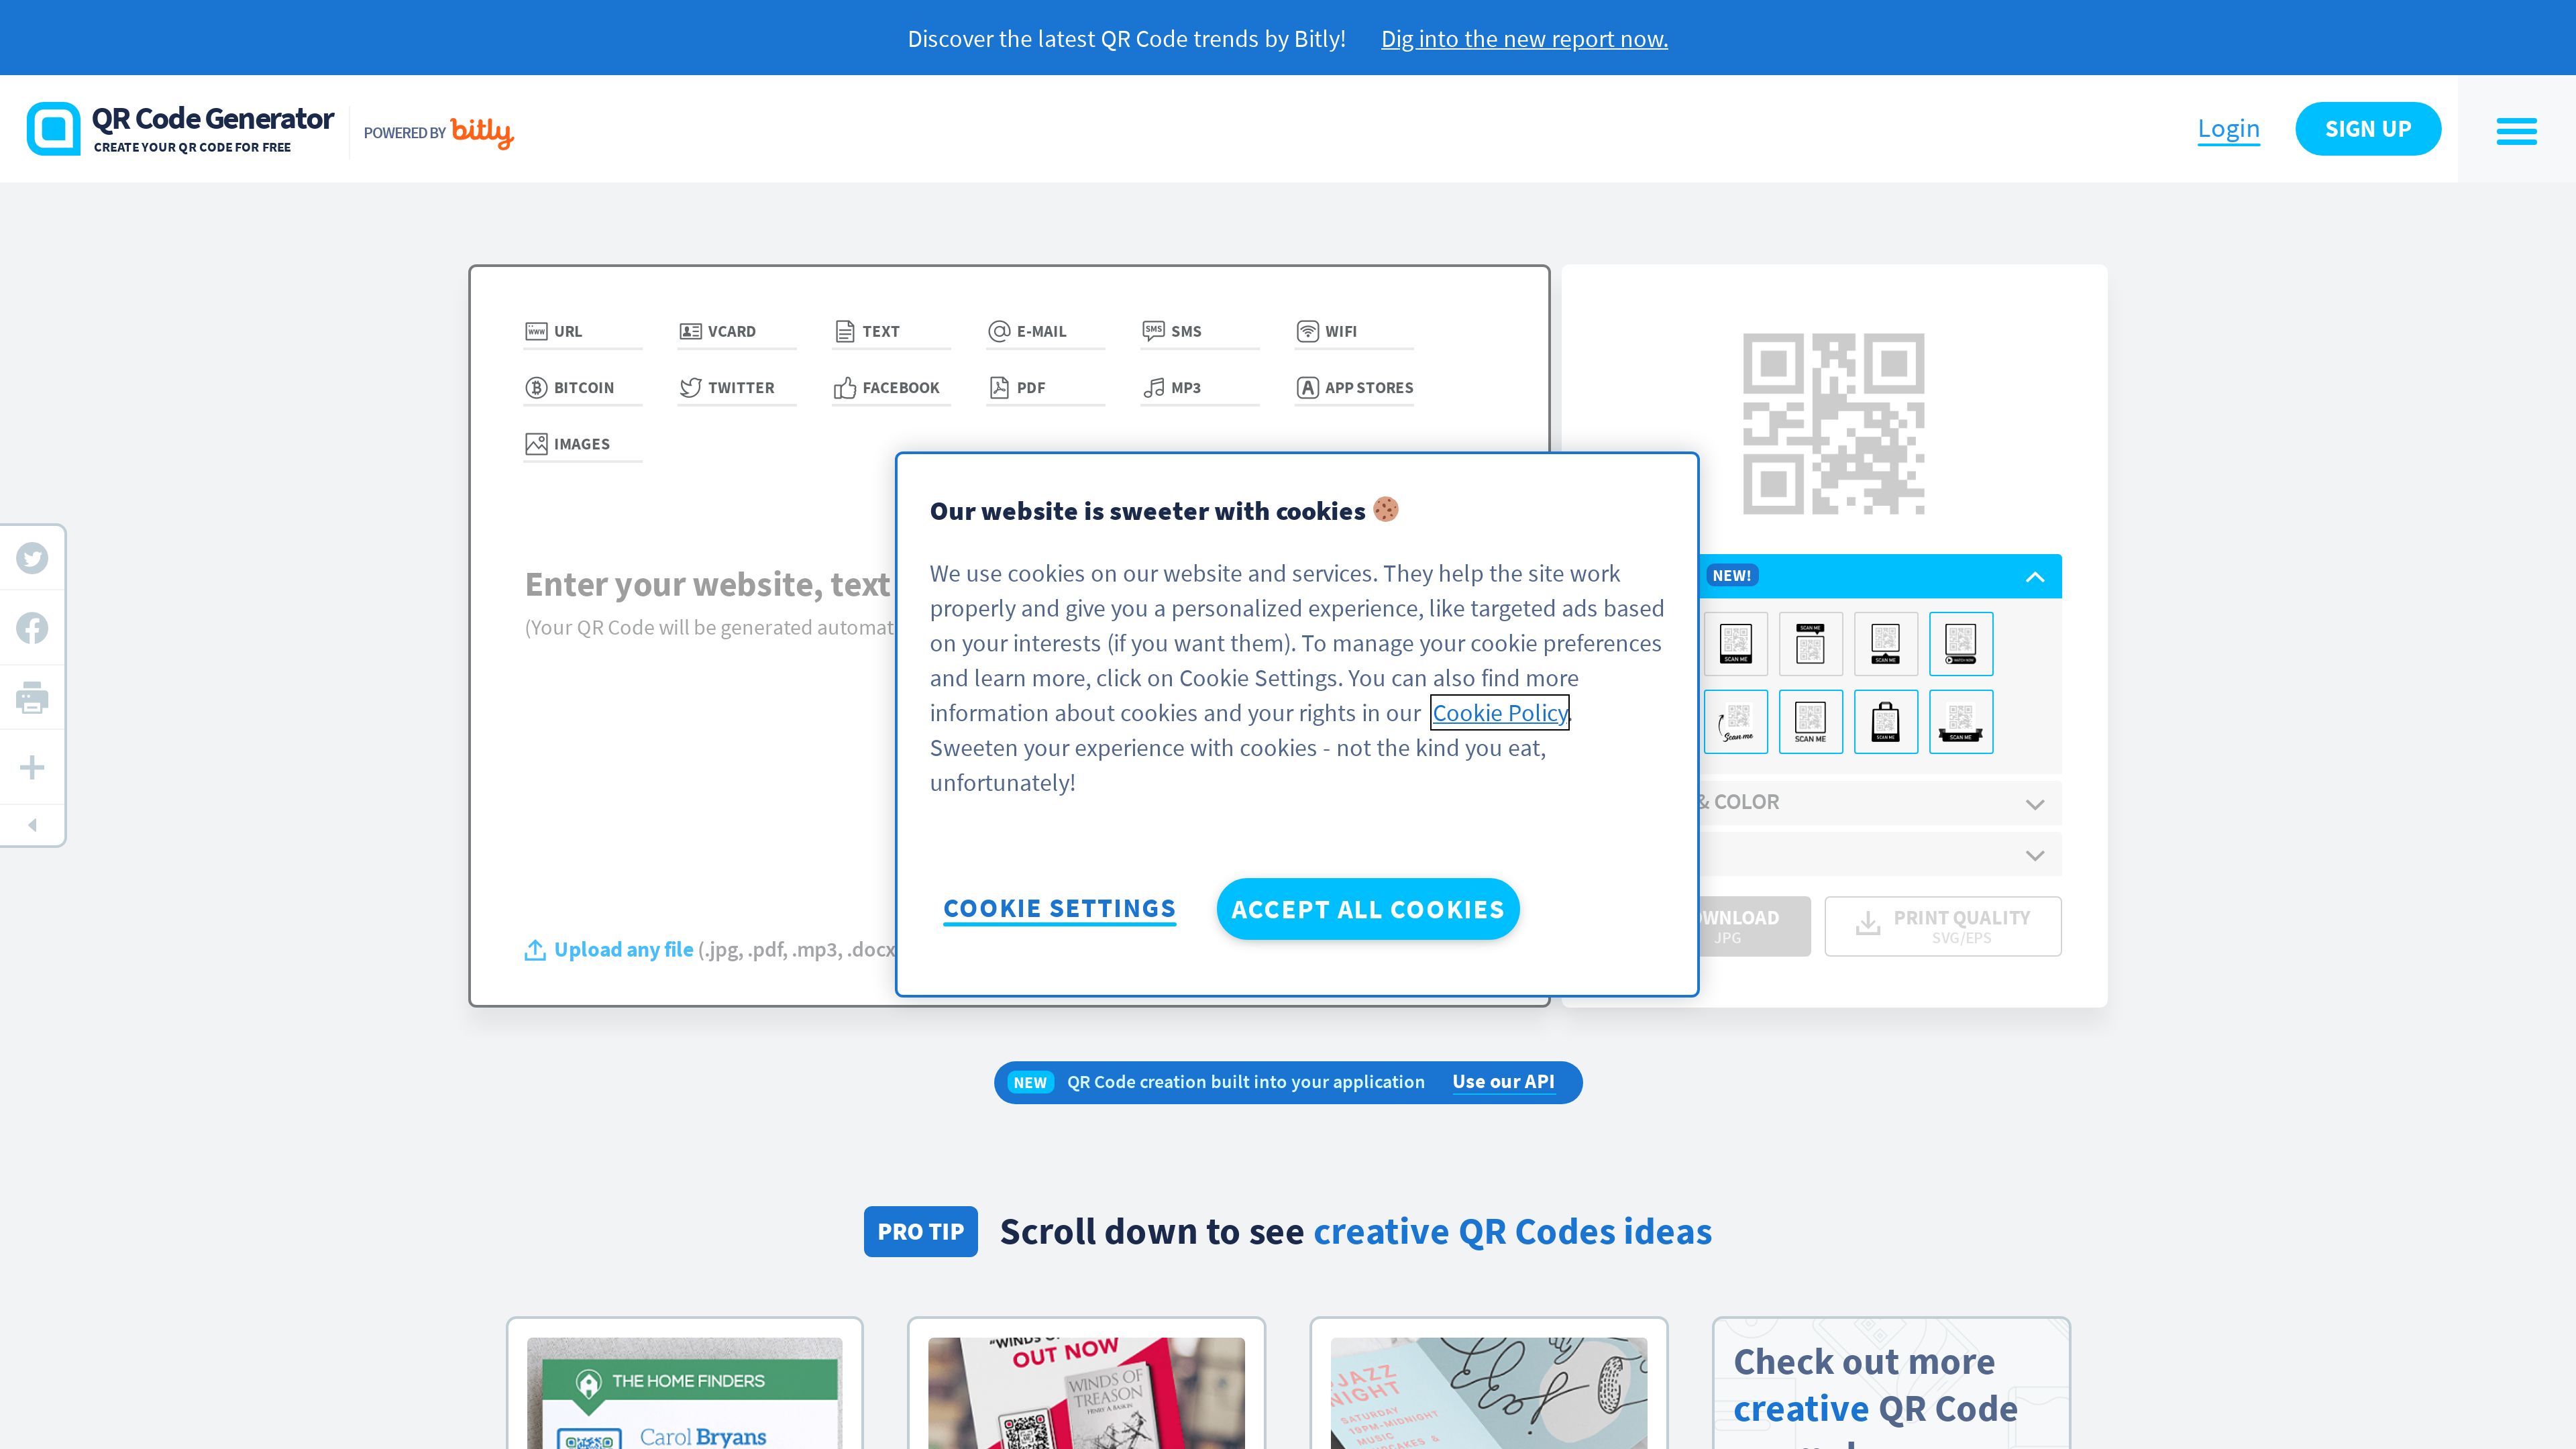 Discover the latest QR Code trends by Bitly! Dig into the new report now.
QR Code Generator
CREATE YOUR QR CODE FOR FREE
POWERED BY bitly
Login
SIGN UP
URL
VCARD
TEXT
E-MAIL
SMS
WIFI
BITCOIN
TWITTER
FACEBOOK
PDF
MP3
APP STORES
IMAGES
Enter your website, text
(Your QR Code will be generated automat
Upload any file (.jpg, .pdf, .mp3, .docx
Our website is sweeter with cookies
We use cookies on our website and services. They help the site work
properly and give you a personalized experience, like targeted ads based
on your interests (if you want them). To manage your cookie preferences
and learn more, click on Cookie Settings. You can also find more
information about cookies and your rights in our Cookie Policy.
Sweeten your experience with cookies - not the kind you eat,
unfortunately!
COOKIE SETTINGS
ACCEPT ALL COOKIES
NEW!
SCAN ME
SCAN ME
SCAN ME
WATCH NOW
Scan me
SCAN ME
SCAN ME
SCAN ME
& COLOR
OWNLOAD
JPG
PRINT QUALITY
SVG/EPS
NEW QR Code creation built into your application Use our API
PRO TIP Scroll down to see creative QR Codes ideas
THE HOME FINDERS
Carol Bryans
OUT NOW
WINDS OF
TREASON
HENRY A. BASKIN
JAZZ
NIGHT
SATURDAY
19PM-MIDNIGHT
MUSIC
Check out more
creative QR Code